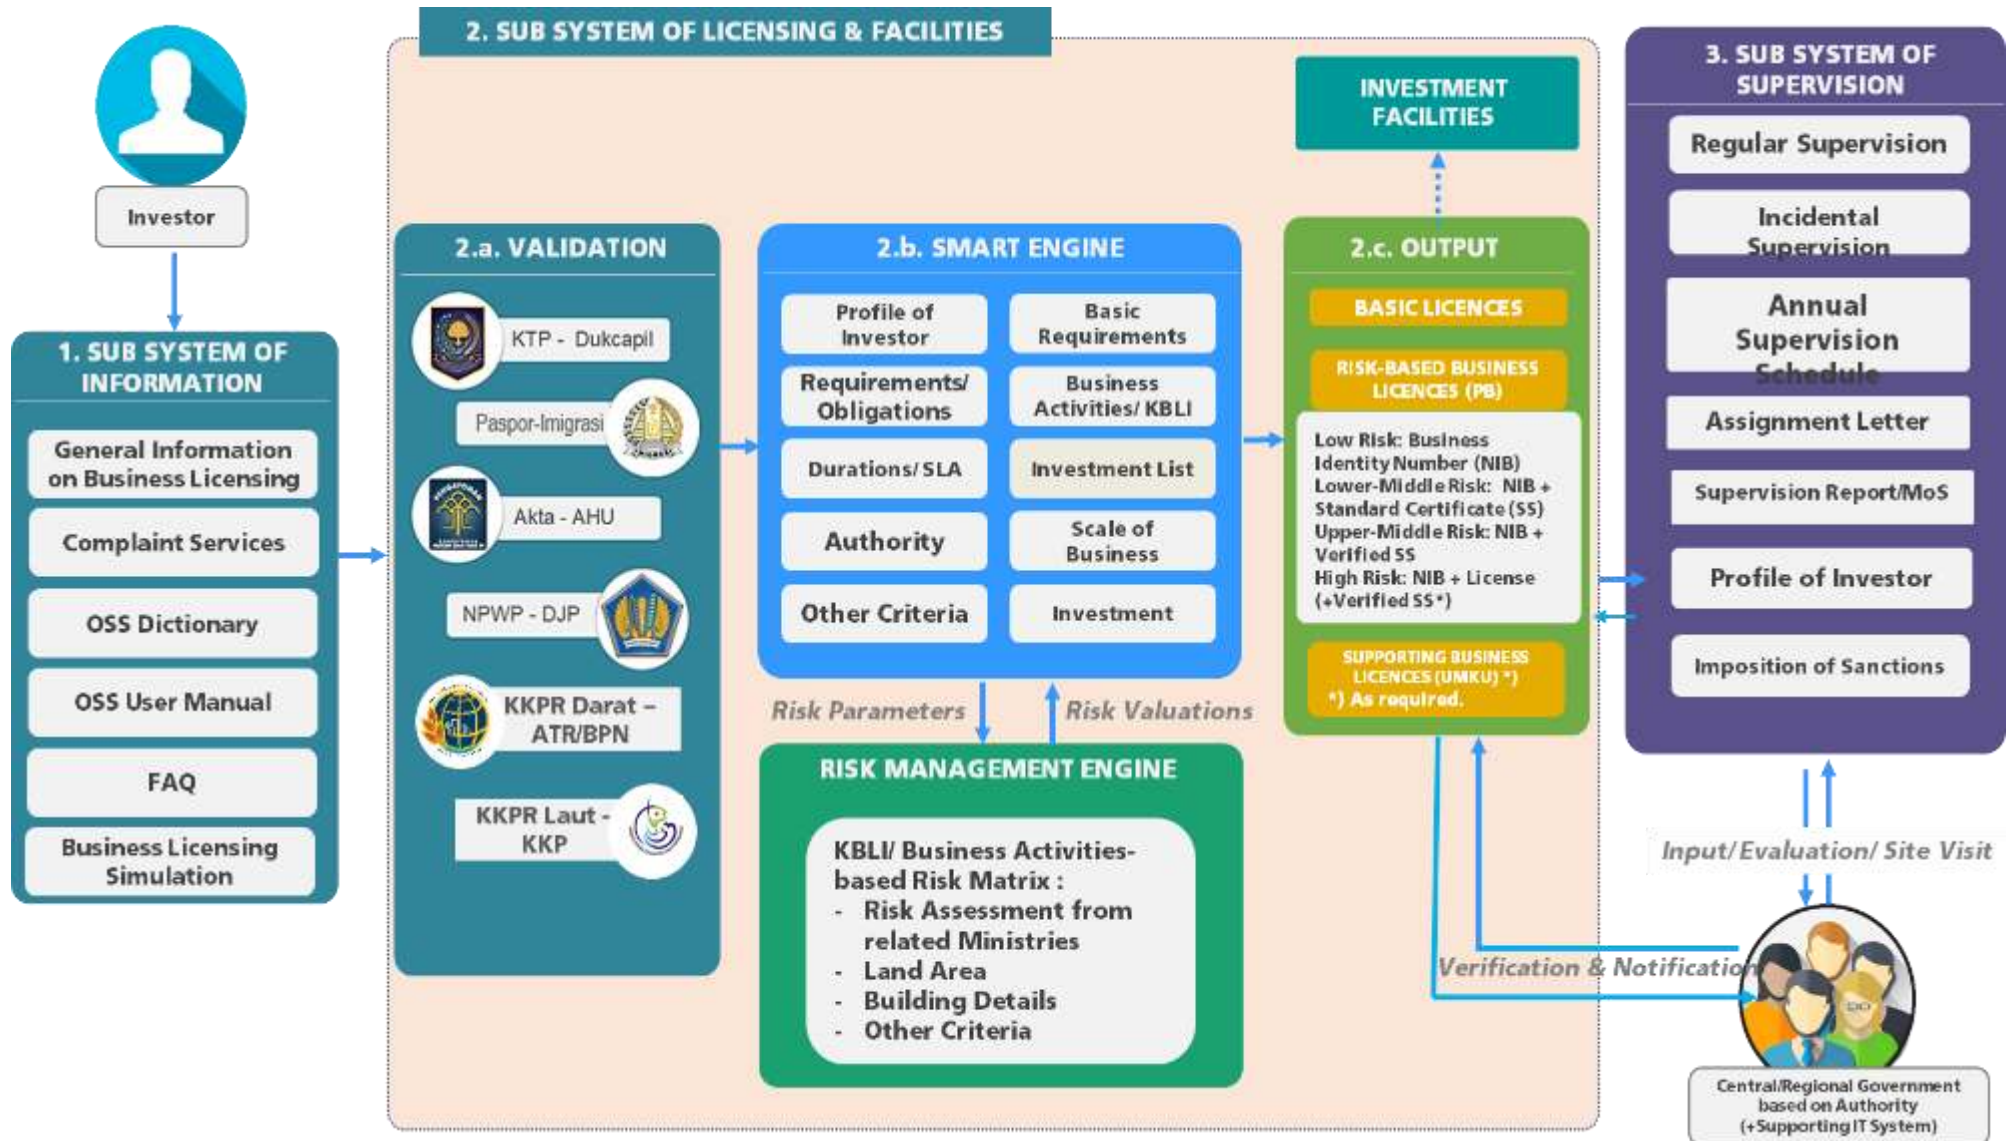 2. SUB SYSTEM OF LICENSING & FACILITIES
Investor
1. SUB SYSTEM OF
INFORMATION
General Information
on Business Licensing
Complaint Services
OSS Dictionary
OSS User Manual
FAQ
Business Licensing
Simulation
2.a. VALIDATION
KTP - Dukcapil
Paspor-Imigrasi
Akta - AHU
NPWP - DJP
KKPR Darat –
ATR/BPN
KKPR Laut -
KKP
2.b. SMART ENGINE
Profile of
Investor
Basic
Requirements
Requirements/
Obligations
Business
Activities/ KBLI
Durations/ SLA
Investment List
Authority
Scale of
Business
Other Criteria
Investment
Risk Parameters
Risk Valuations
RISK MANAGEMENT ENGINE
KBLI/ Business Activities-
based Risk Matrix :
- Risk Assessment from
related Ministries
- Land Area
- Building Details
- Other Criteria
INVESTMENT
FACILITIES
2.c. OUTPUT
BASIC LICENCES
RISK-BASED BUSINESS
LICENCES (PB)
Low Risk: Business
Identity Number (NIB)
Lower-Middle Risk: NIB +
Standard Certificate (SS)
Upper-Middle Risk: NIB +
Verified SS
High Risk: NIB + License
(+Verified SS*)
SUPPORTING BUSINESS
LICENCES (UMKU) *)
*) As required.
3. SUB SYSTEM OF
SUPERVISION
Regular Supervision
Incidental
Supervision
Annual
Supervision
Schedule
Assignment Letter
Supervision Report/MoS
Profile of Investor
Imposition of Sanctions
Input/Evaluation/ Site Visit
Verification & Notification
Central/Regional Government
based on Authority
(+Supporting IT System)